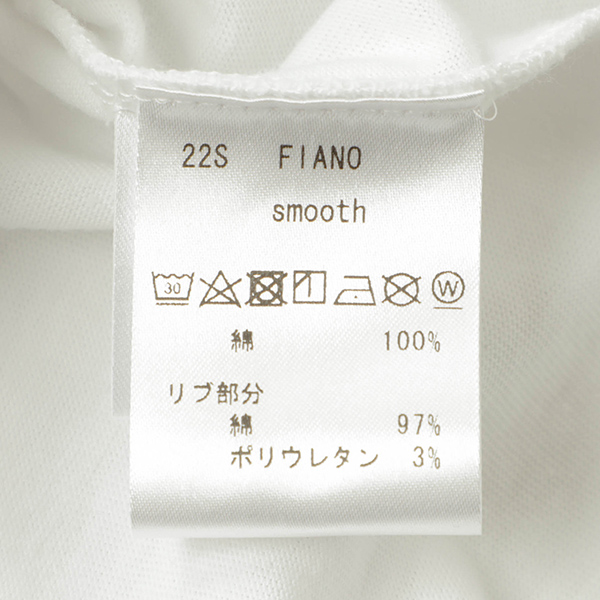 22S FIANO
smooth
30 W
綿 100%
リブ部分
綿 97%
ポリウレタン 3%